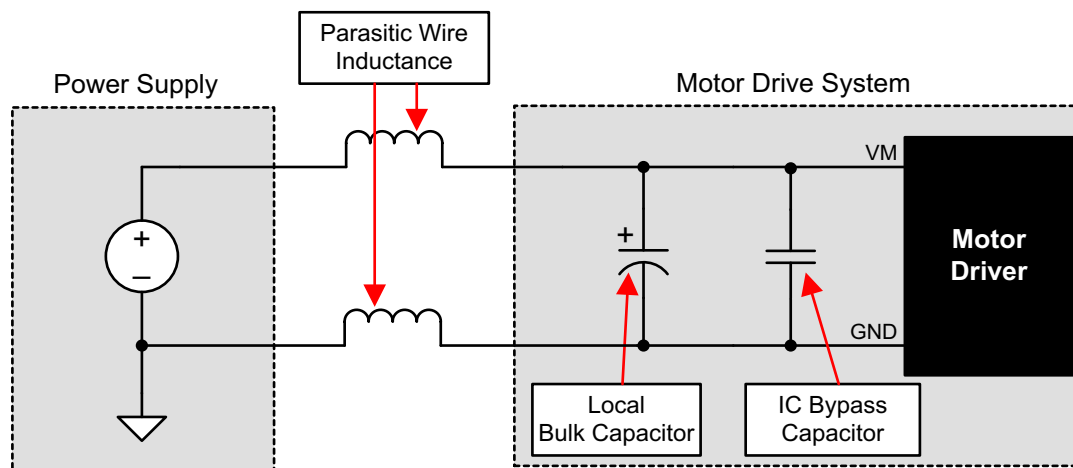 Parasitic Wire
Inductance
Power Supply
Motor Drive System
VM
+
–
+
Motor
Driver
GND
Local
Bulk Capacitor
IC Bypass
Capacitor